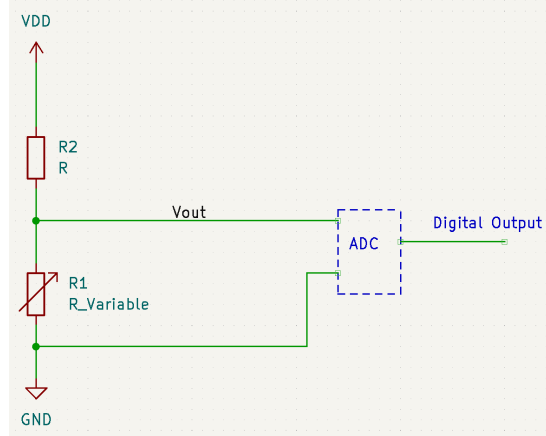 VDD
R2
R
Vout
Digital Output
ADC
R1
R_Variable
GND